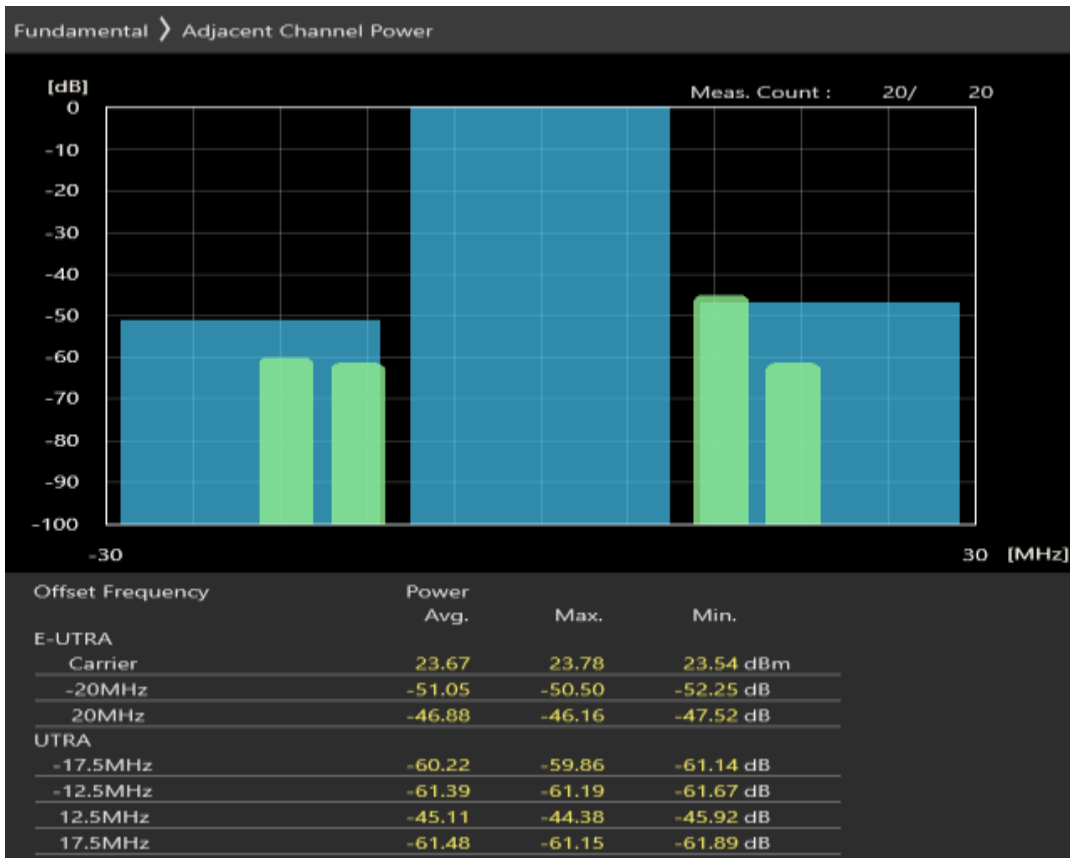 Fundamental ❭ Adjacent Channel Power
[dB]
Meas. Count : 20/ 20
0
-10
-20
-30
-40
-50
-60
-70
-80
-90
-100
-30 30 [MHz]
Offset Frequency Power
Avg. Max. Min.
E-UTRA
Carrier 23.67 23.78 23.54 dBm
-20MHz -51.05 -50.50 -52.25 dB
20MHz -46.88 -46.16 -47.52 dB
UTRA
-17.5MHz -60.22 -59.86 -61.14 dB
-12.5MHz -61.39 -61.19 -61.67 dB
12.5MHz -45.11 -44.38 -45.92 dB
17.5MHz -61.48 -61.15 -61.89 dB